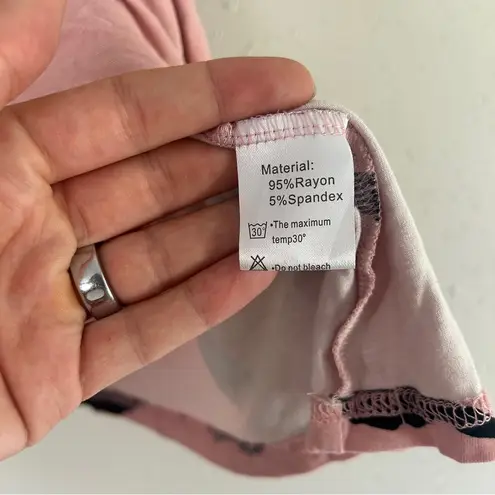 Material:
95%Rayon
5%Spandex
30° •The maximum
temp30°
•Do not bleach